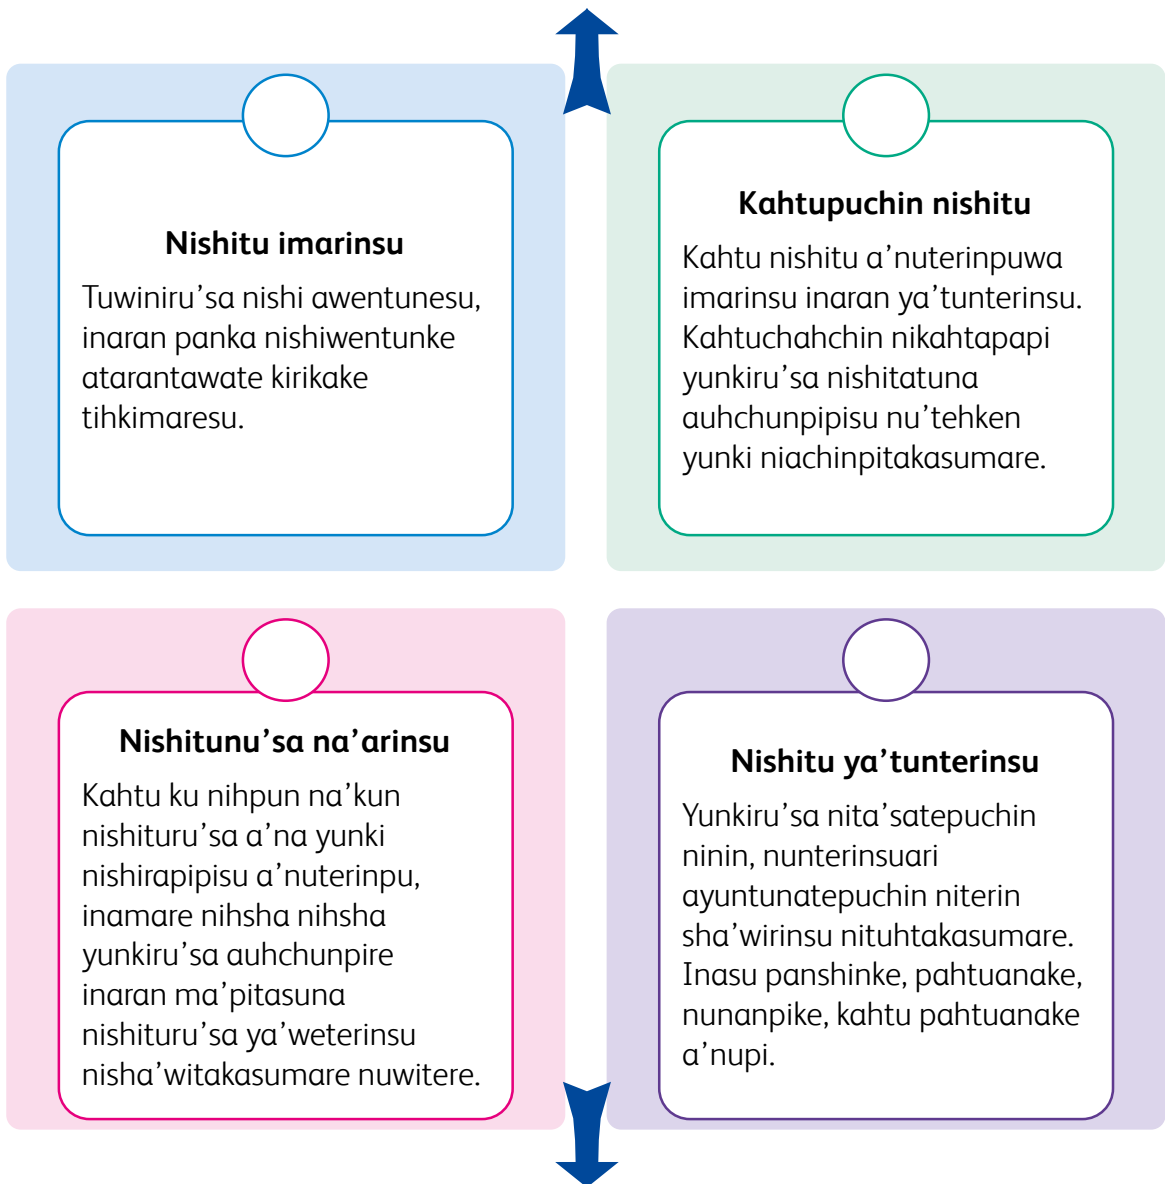 Nishitu imarinsu
Tuwiniru’sa nishi awentunesu,
inaran panka nishiwentunke
atarantawate kirikake
tihkimaresu.
Kahtupuchin nishitu
Kahtu nishitu a’nuterinpuwa
imarinsu inaran ya’tunterinsu.
Kahtuchahchin nikahtapapi
yunkiru’sa nishitatuna
auhchunpipisu nu’tehken
yunki niachinpitakasumare.
Nishitunu’sa na’arinsu
Kahtu ku nihpun na’kun
nishituru’sa a’na yunki
nishirapipisu a’nuterinpu,
inamare nihsha nihsha
yunkiru’sa auhchunpire
inaran ma’pitasuna
nishituru’sa ya’weterinsu
nisha’witakasumare nuwitere.
Nishitu ya’tunterinsu
Yunkiru’sa nita’satepuchin
ninin, nunterinsuari
ayuntunatepuchin niterin
sha’wirinsu nituhtakasumare.
Inasu panshinke, pahtuanake,
nunanpike, kahtu pahtuanake
a’nupi.